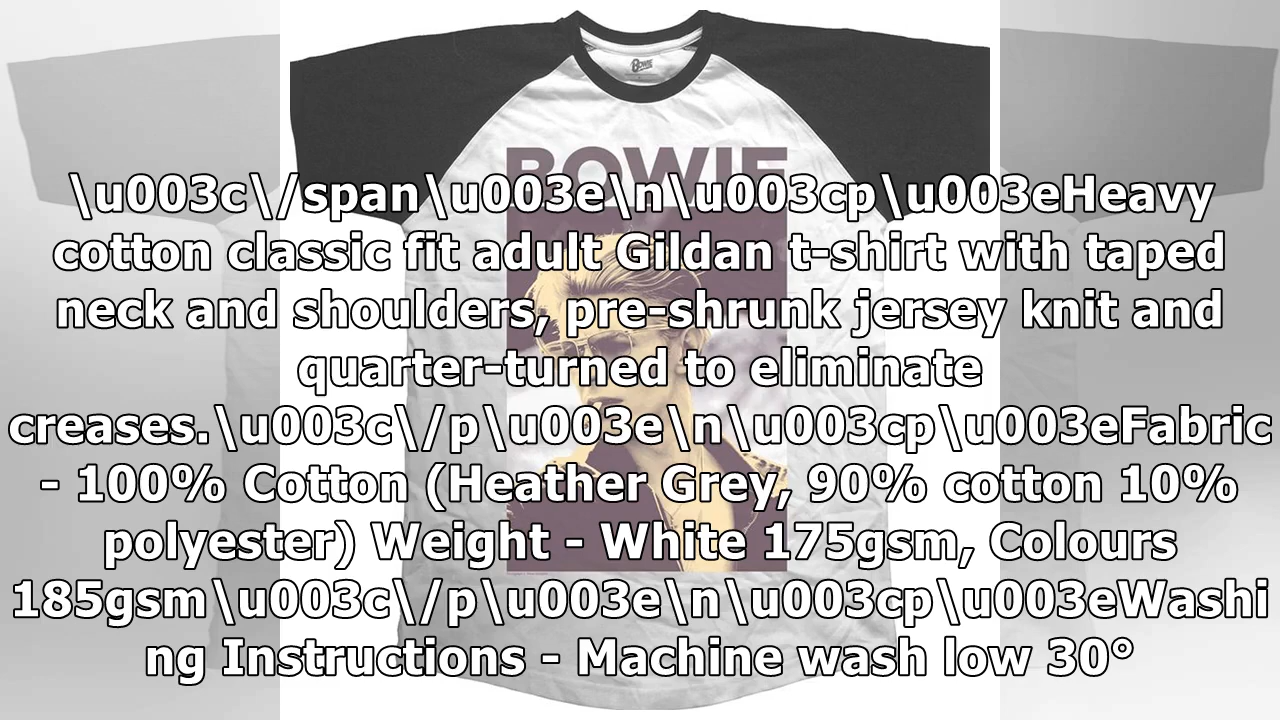 BOWIE
BOWIE
\u003c\/span\u003e\n\u003cp\u003eHeavy
cotton classic fit adult Gildan t-shirt with taped
neck and shoulders, pre-shrunk jersey knit and
quarter-turned to eliminate
creases.\u003c\/p\u003e\n\u003cp\u003eFabric
- 100% Cotton (Heather Grey, 90% cotton 10%
polyester) Weight - White 175gsm, Colours
185gsm\u003c\/p\u003e\n\u003cp\u003eWashi
ng Instructions - Machine wash low 30°